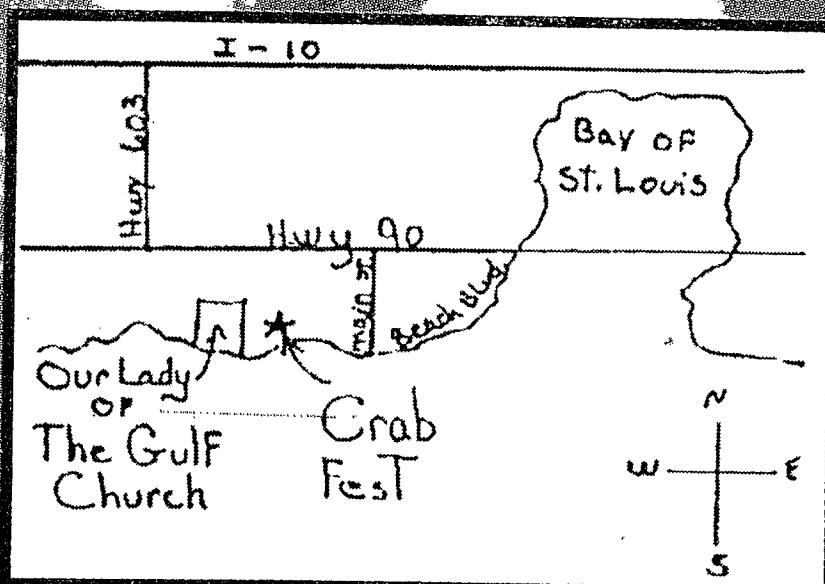 I - 10
Hwy 603
Bay of
St. Louis
Hwy 90
Main St
Beach Blvd.
Our Lady
of
The Gulf
Church
Crab
Fest
N
W E
S